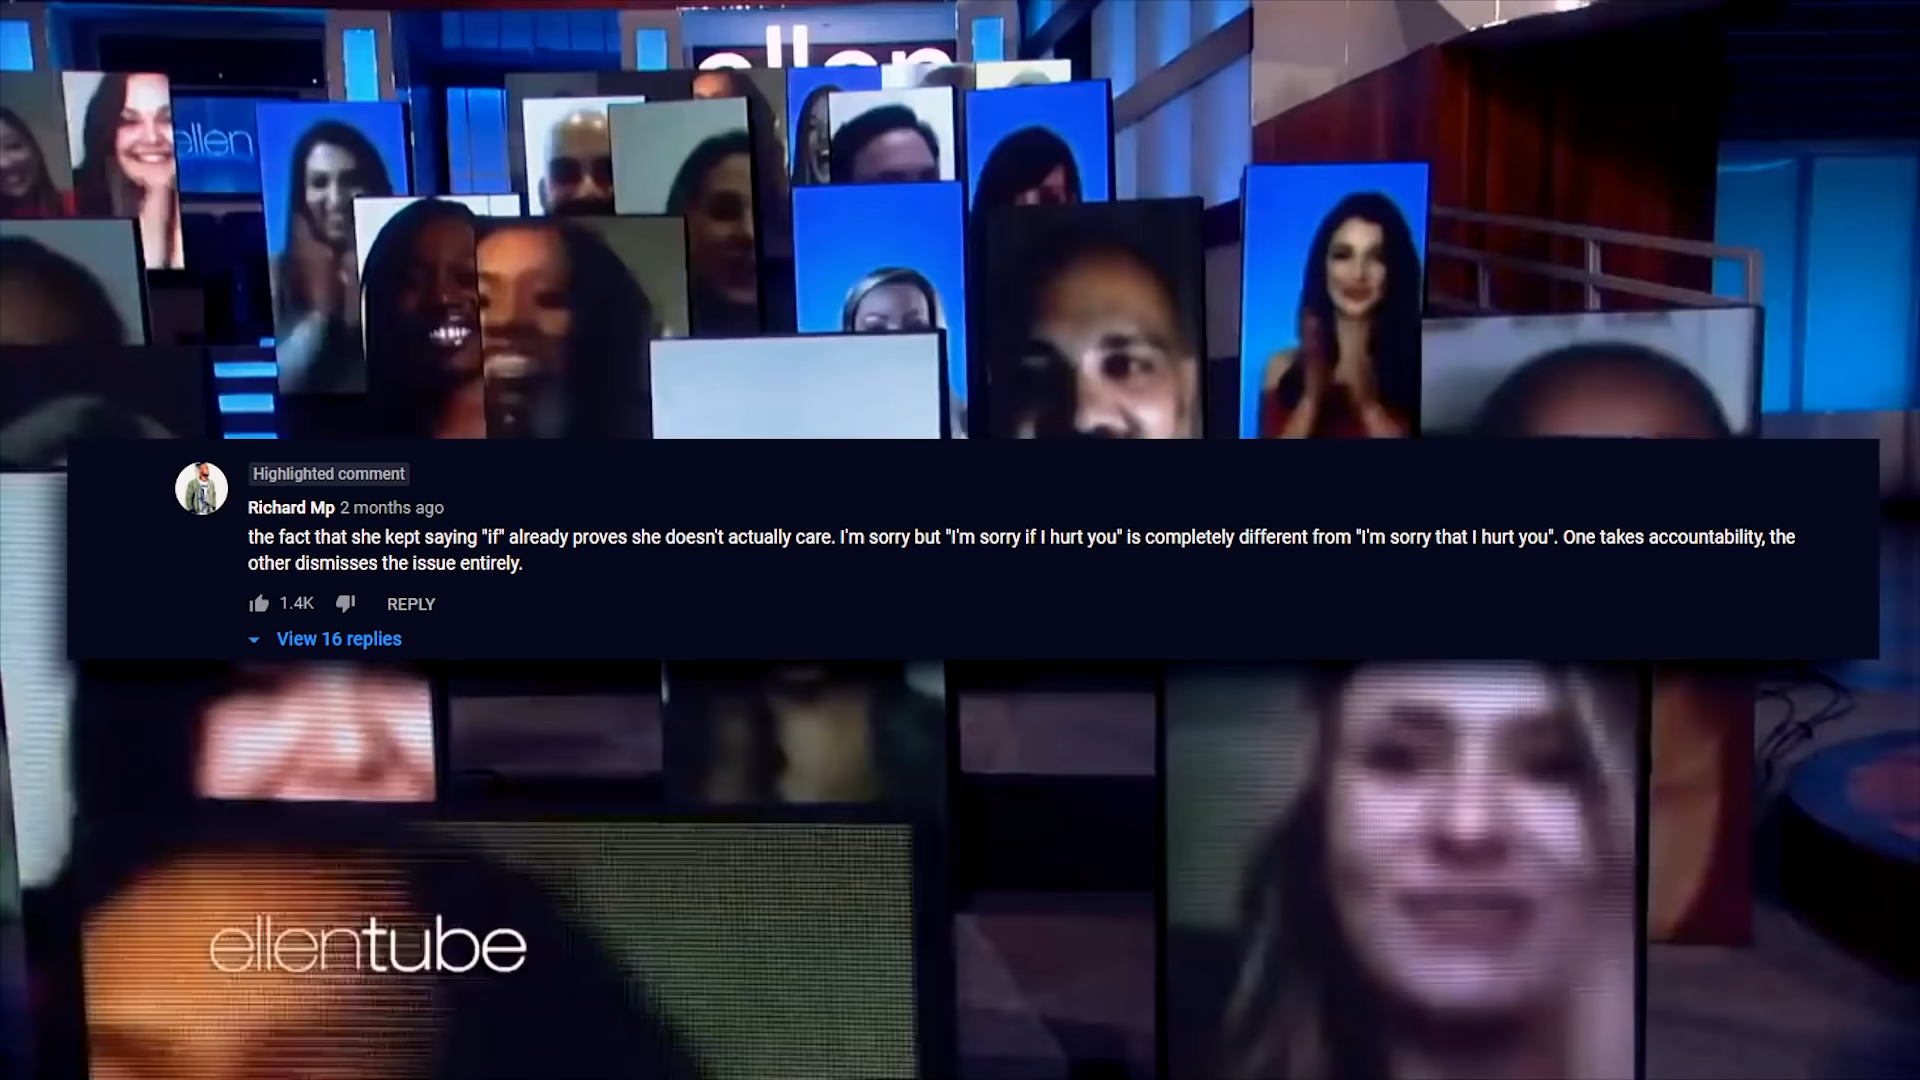 ellen
ellen
Highlighted comment
Richard Mp 2 months ago
the fact that she kept saying "if" already proves she doesn't actually care. I'm sorry but "I'm sorry if I hurt you" is completely different from "I'm sorry that I hurt you". One takes accountability, the
other dismisses the issue entirely.
1.4K REPLY
View 16 replies
ellentube